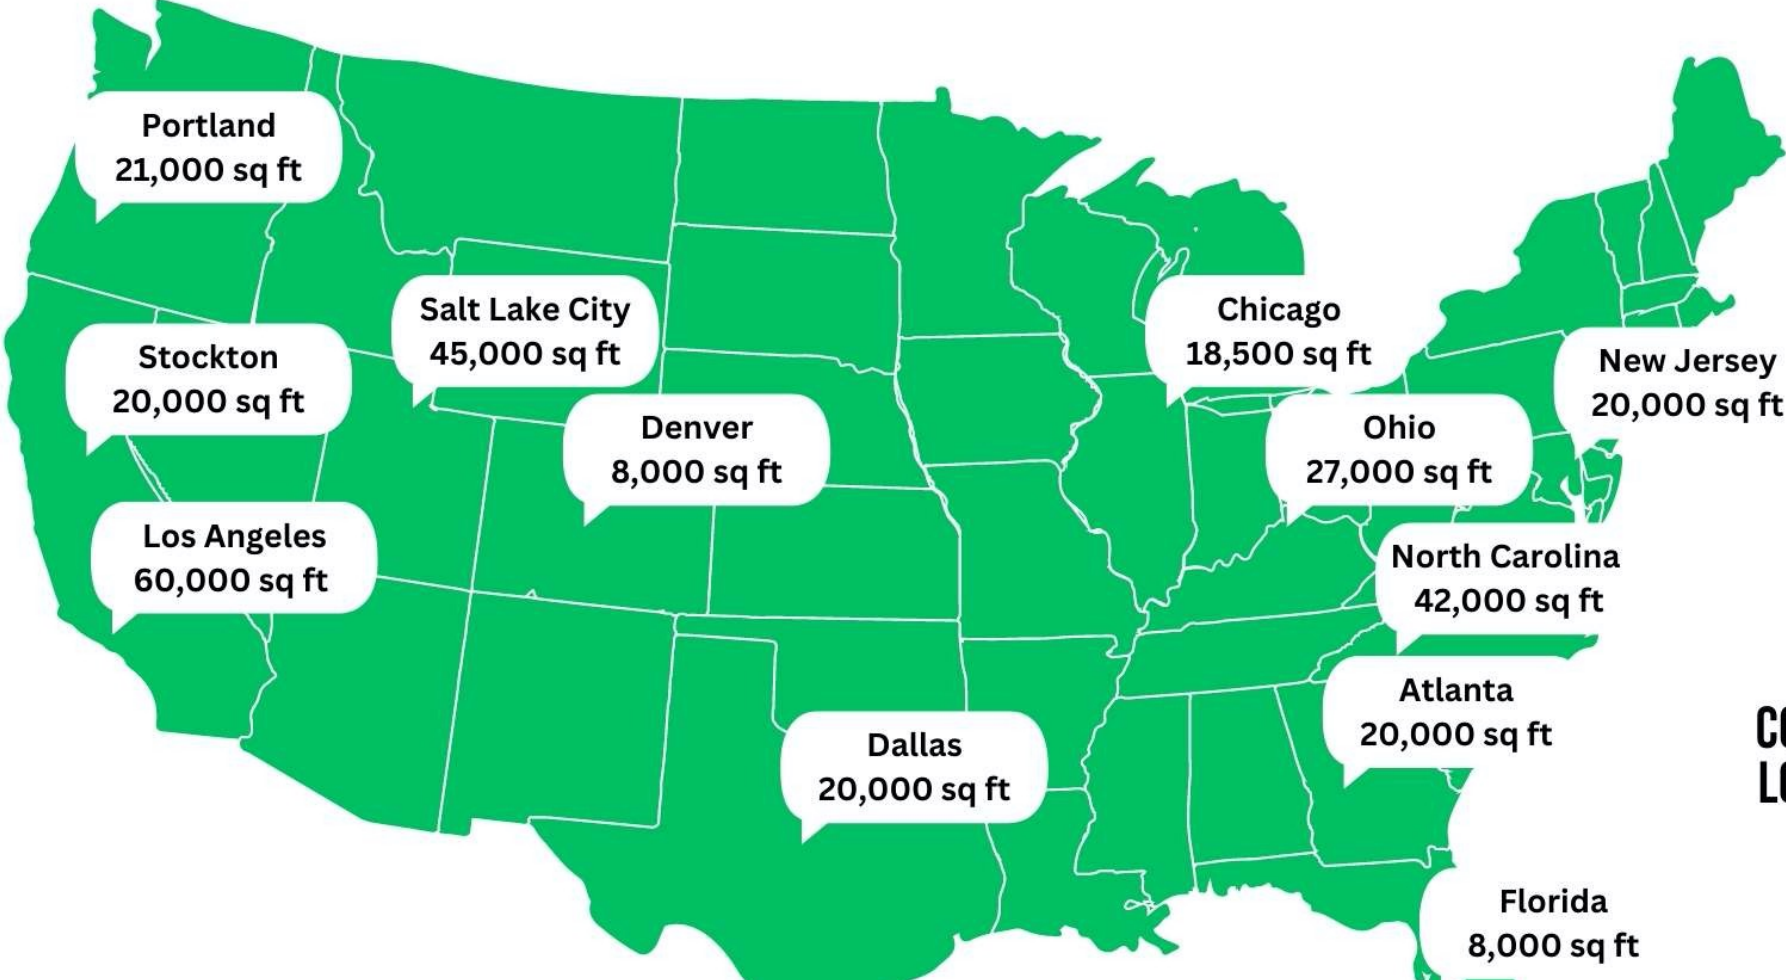 Portland
21,000 sq ft
Salt Lake City
45,000 sq ft
Chicago
18,500 sq ft
Stockton
20,000 sq ft
New Jersey
20,000 sq ft
Denver
8,000 sq ft
Ohio
27,000 sq ft
Los Angeles
60,000 sq ft
North Carolina
42,000 sq ft
Atlanta
20,000 sq ft
Dallas
20,000 sq ft
Florida
8,000 sq ft